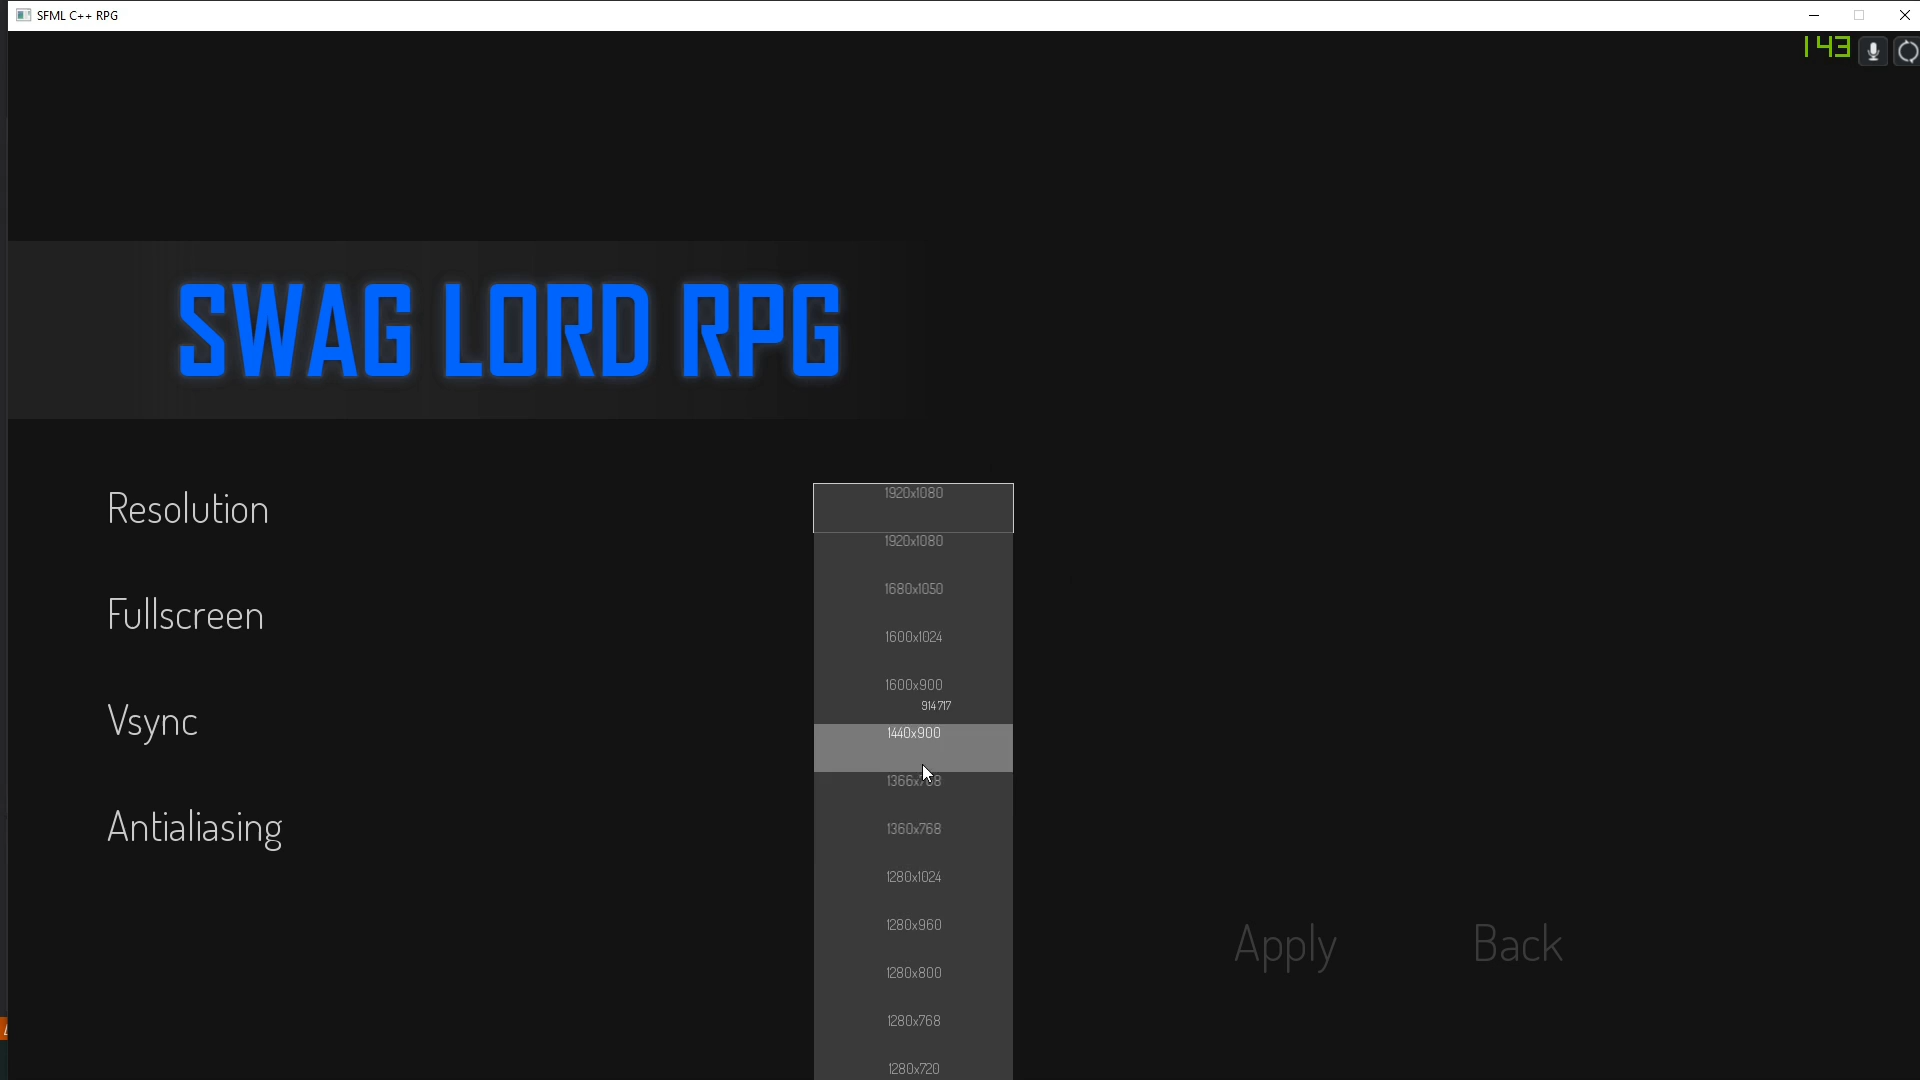 SFML C++ RPG
143
SWAG LORD RPG
Resolution
1920x1080
1920x1080
1680x1050
Fullscreen
1600x1024
1600x900
914 717
Vsync
1440x900
1366x768
Antialiasing
1360x768
1280x1024
1280x960
Apply
Back
1280x800
1280x768
1280x720